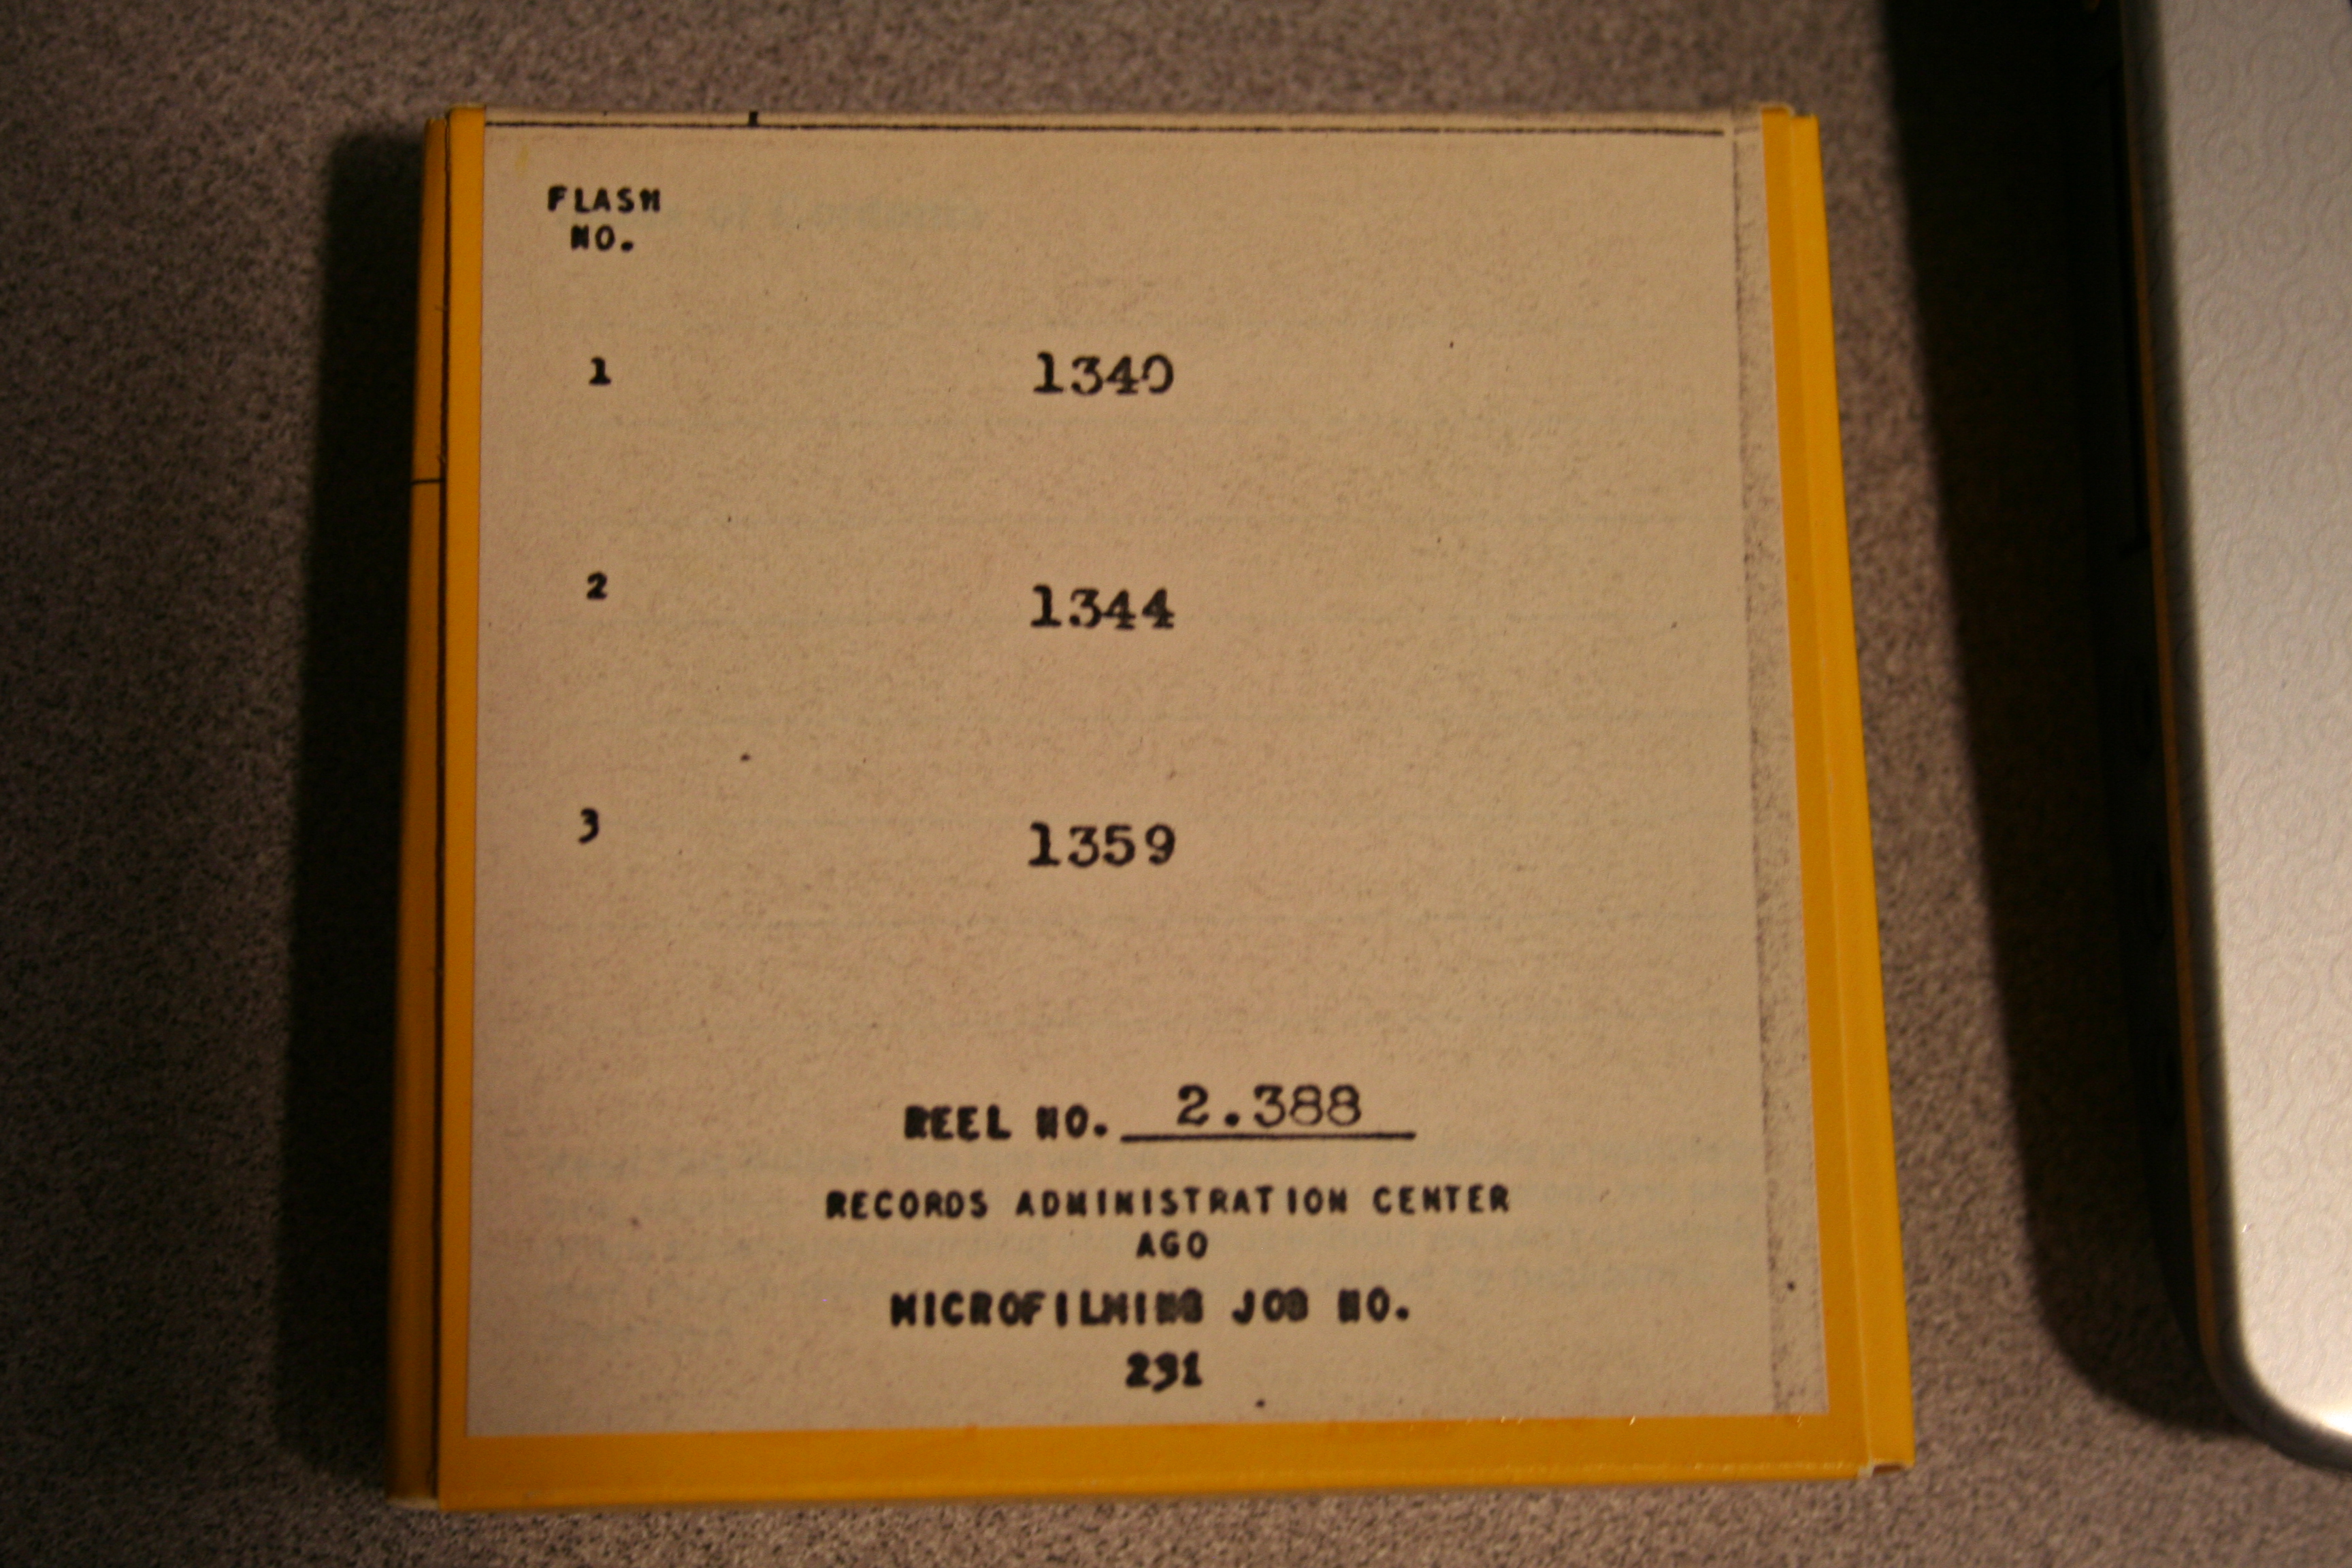 FLASH
NO.
1 1340
2 1344
3 1359
REEL NO. 2.388
RECORDS ADMINISTRATION CENTER
AGO
MICROFILMING JOB NO.
291